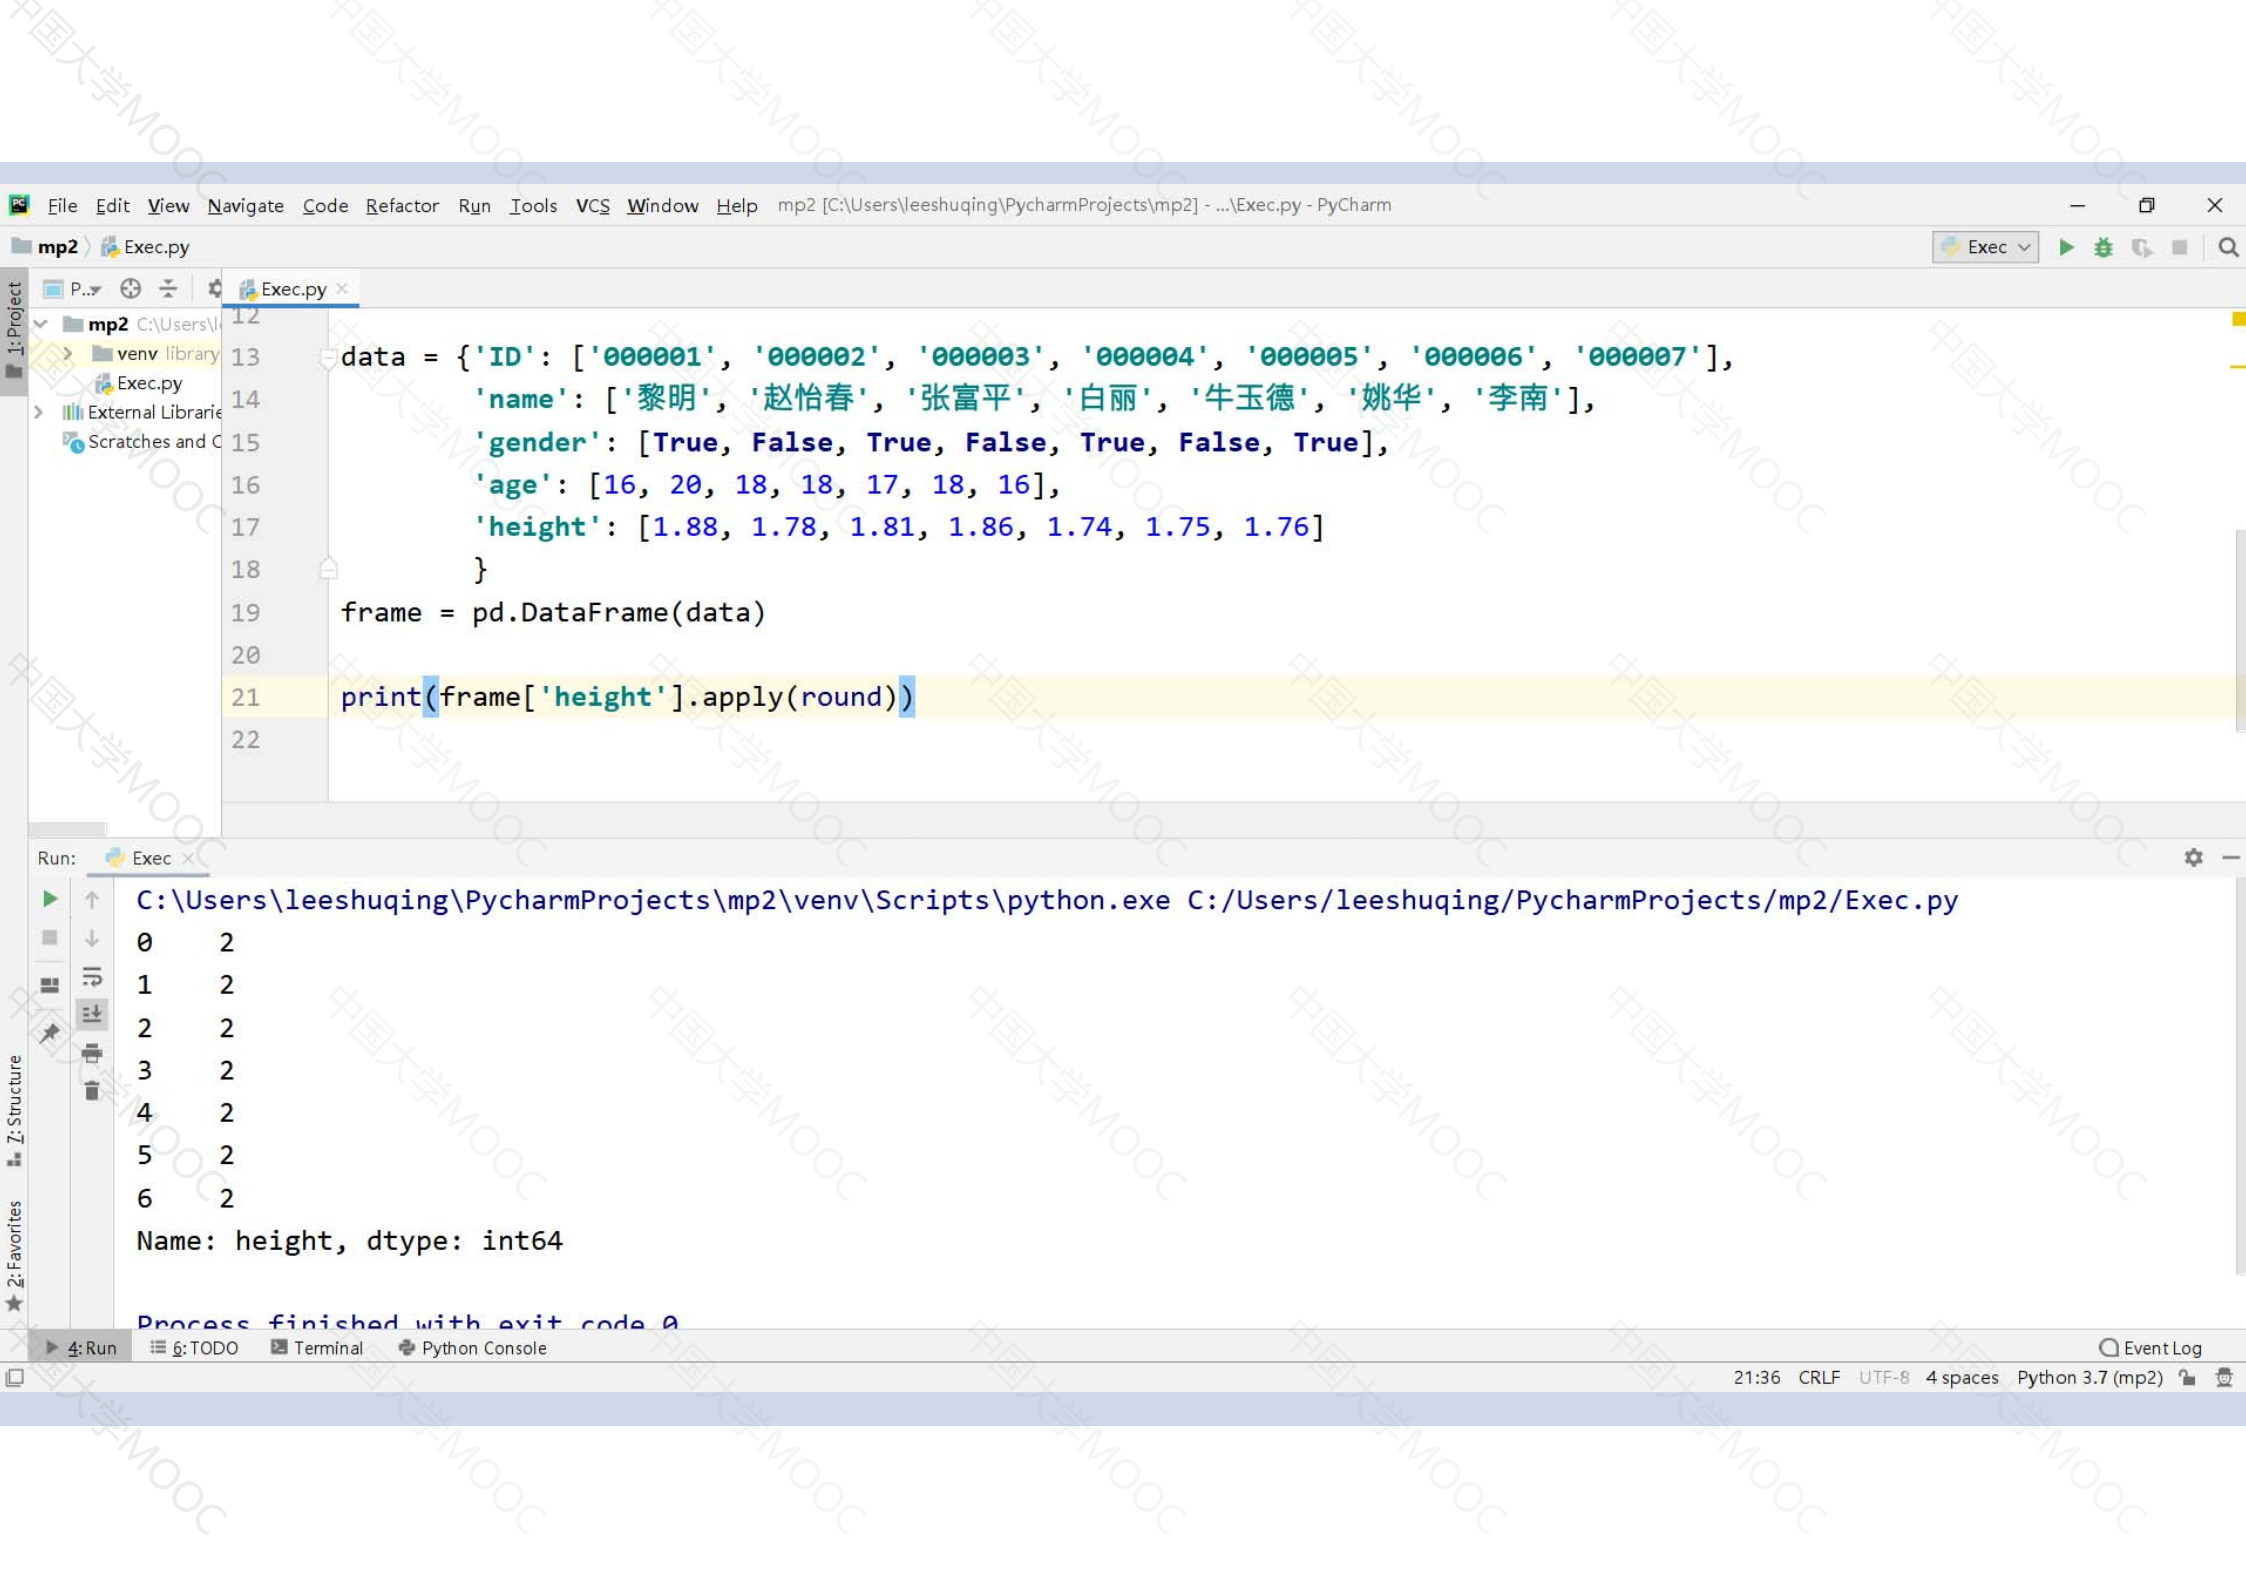 File Edit View Navigate Code Refactor Run Tools VCS Window Help mp2 [C:\Users\leeshuqing\PycharmProjects\mp2] - ...\Exec.py - PyCharm
mp2 Exec.py Exec
1: Project P.. Exec.py
mp2 C:\Users\l
venv library
Exec.py
External Librarie
Scratches and C
12
13 data = {'ID': ['000001', '000002', '000003', '000004', '000005', '000006', '000007'],
14 'name': ['黎明', '赵怡春', '张富平', '白丽', '牛玉德', '姚华', '李南'],
15 'gender': [True, False, True, False, True, False, True],
16 'age': [16, 20, 18, 18, 17, 18, 16],
17 'height': [1.88, 1.78, 1.81, 1.86, 1.74, 1.75, 1.76]
18 }
19 frame = pd.DataFrame(data)
20
21 print(frame['height'].apply(round))
22
Run: Exec
C:\Users\leeshuqing\PycharmProjects\mp2\venv\Scripts\python.exe C:/Users/leeshuqing/PycharmProjects/mp2/Exec.py
0 2
1 2
2 2
3 2
4 2
5 2
6 2
Name: height, dtype: int64
Process finished with exit code 0
Z: Structure
2: Favorites
4: Run 6: TODO Terminal Python Console Event Log
21:36 CRLF UTF-8 4 spaces Python 3.7 (mp2)
中国大学MOOC